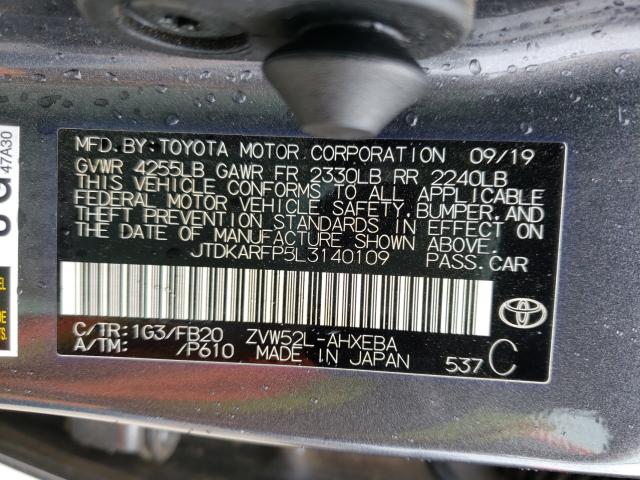 47A30
MFD.BY:TOYOTA MOTOR CORPORATION 09/19
GVWR 4255LB GAWR FR 2330LB RR 2240LB
THIS VEHICLE CONFORMS TO ALL APPLICABLE
FEDERAL MOTOR VEHICLE SAFETY,BUMPER,AND
THEFT PREVENTION STANDARDS IN EFFECT ON
THE DATE OF MANUFACTURE SHOWN ABOVE.
JTDKARFP3L3140109 PASS.CAR
C/TR:1G3/FB20 ZVW52L-AHXEBA
A/TM: /P610 MADE IN JAPAN 537 C